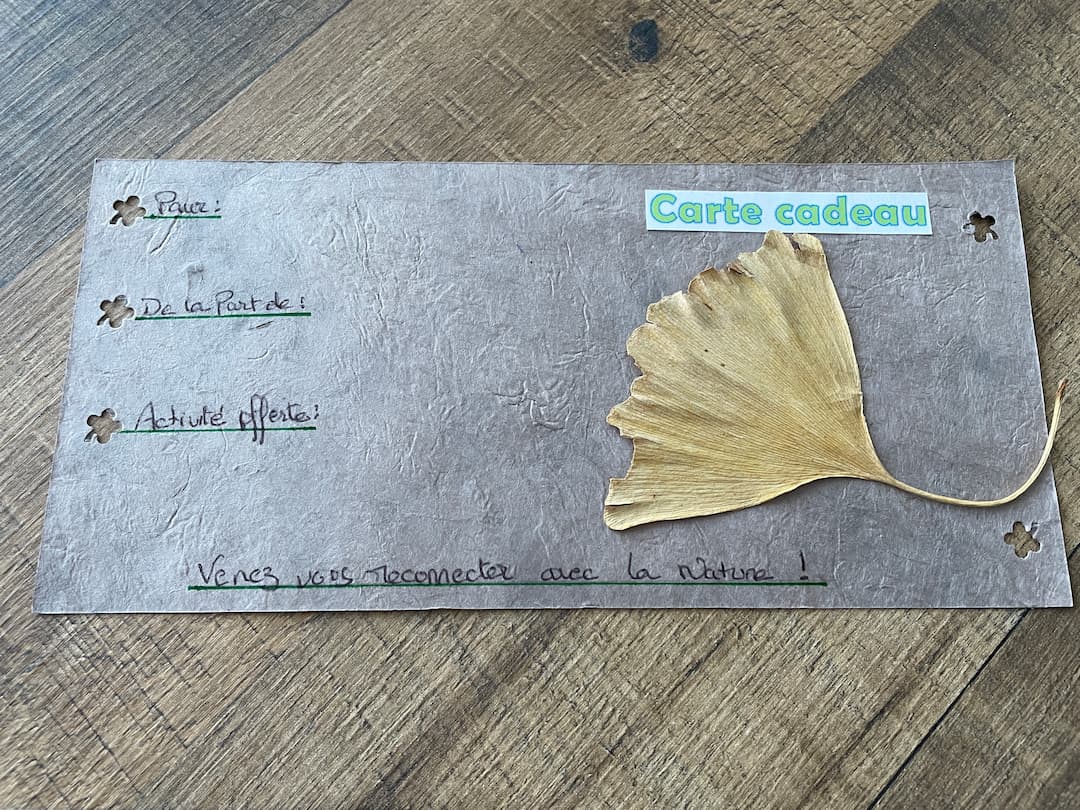 Pour :
Carte cadeau
De la Part de :
Activité offerte :
Venez vous reconnecter avec la Nature !